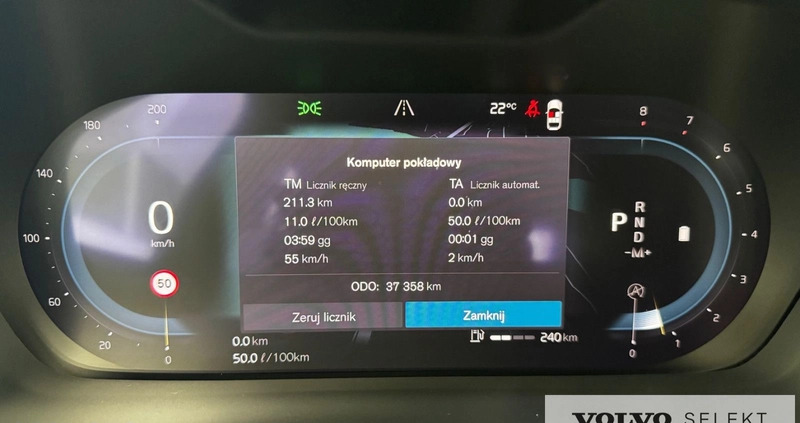 200
180
140
100
60
20
0
0
km/h
50
22°C
Komputer pokładowy
TM Licznik ręczny
211.3 km
11.0 ℓ/100km
03:59 gg
55 km/h
TA Licznik automat.
0.0 km
50.0 ℓ/100km
00:01 gg
2 km/h
ODO: 37 358 km
Zeruj licznik
Zamknij
0.0 km
50.0 ℓ/100km
240 km
P
R
N
D
-M+
A
8
7
6
5
4
3
2
1
0
VOLVO SELEKT